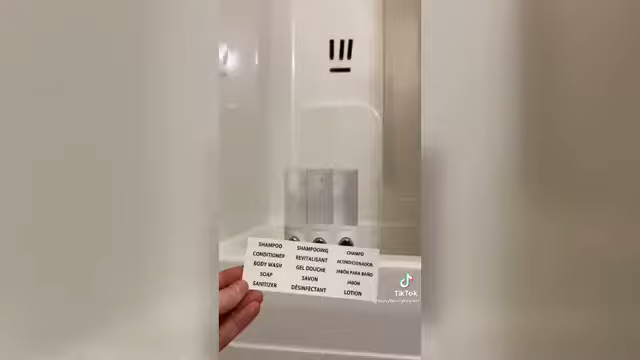 SHAMPOO SHAMPOOING CHAMPO
CONDITIONER REVITALISANT ACONDICIONADOR
BODY WASH GEL DOUCHE JABÓN PARA BAÑO
SOAP SAVON JABÓN
SANITIZER DÉSINFECTANT LOTION
TikTok